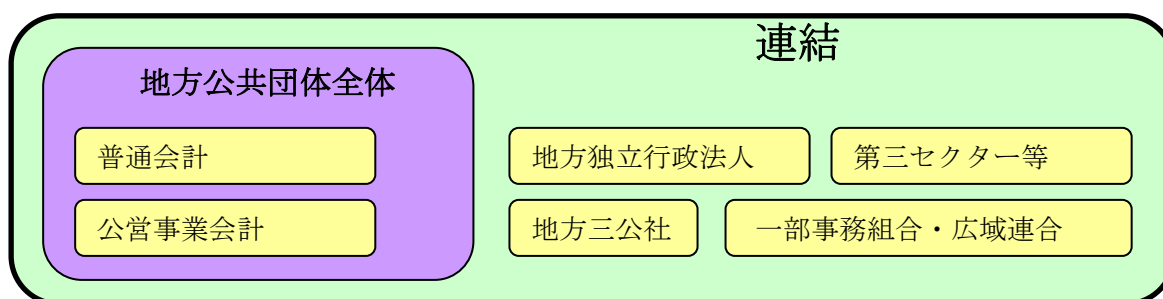 連結
地方公共団体全体
普通会計
公営事業会計
地方独立行政法人
第三セクター等
地方三公社
一部事務組合・広域連合